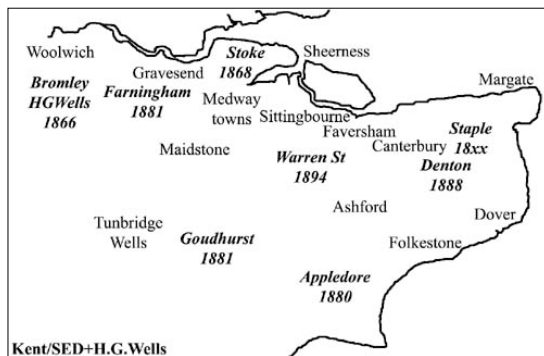 Woolwich
Bromley
HGWells
1866
Gravesend
Farningham
1881
Stoke
1868
Sheerness
Medway
towns
Sittingbourne
Faversham
Margate
Maidstone
Warren St
1894
Canterbury
Staple
18xx
Denton
1888
Ashford
Dover
Tunbridge
Wells
Goudhurst
1881
Folkestone
Appledore
1880
Kent/SED+H.G.Wells